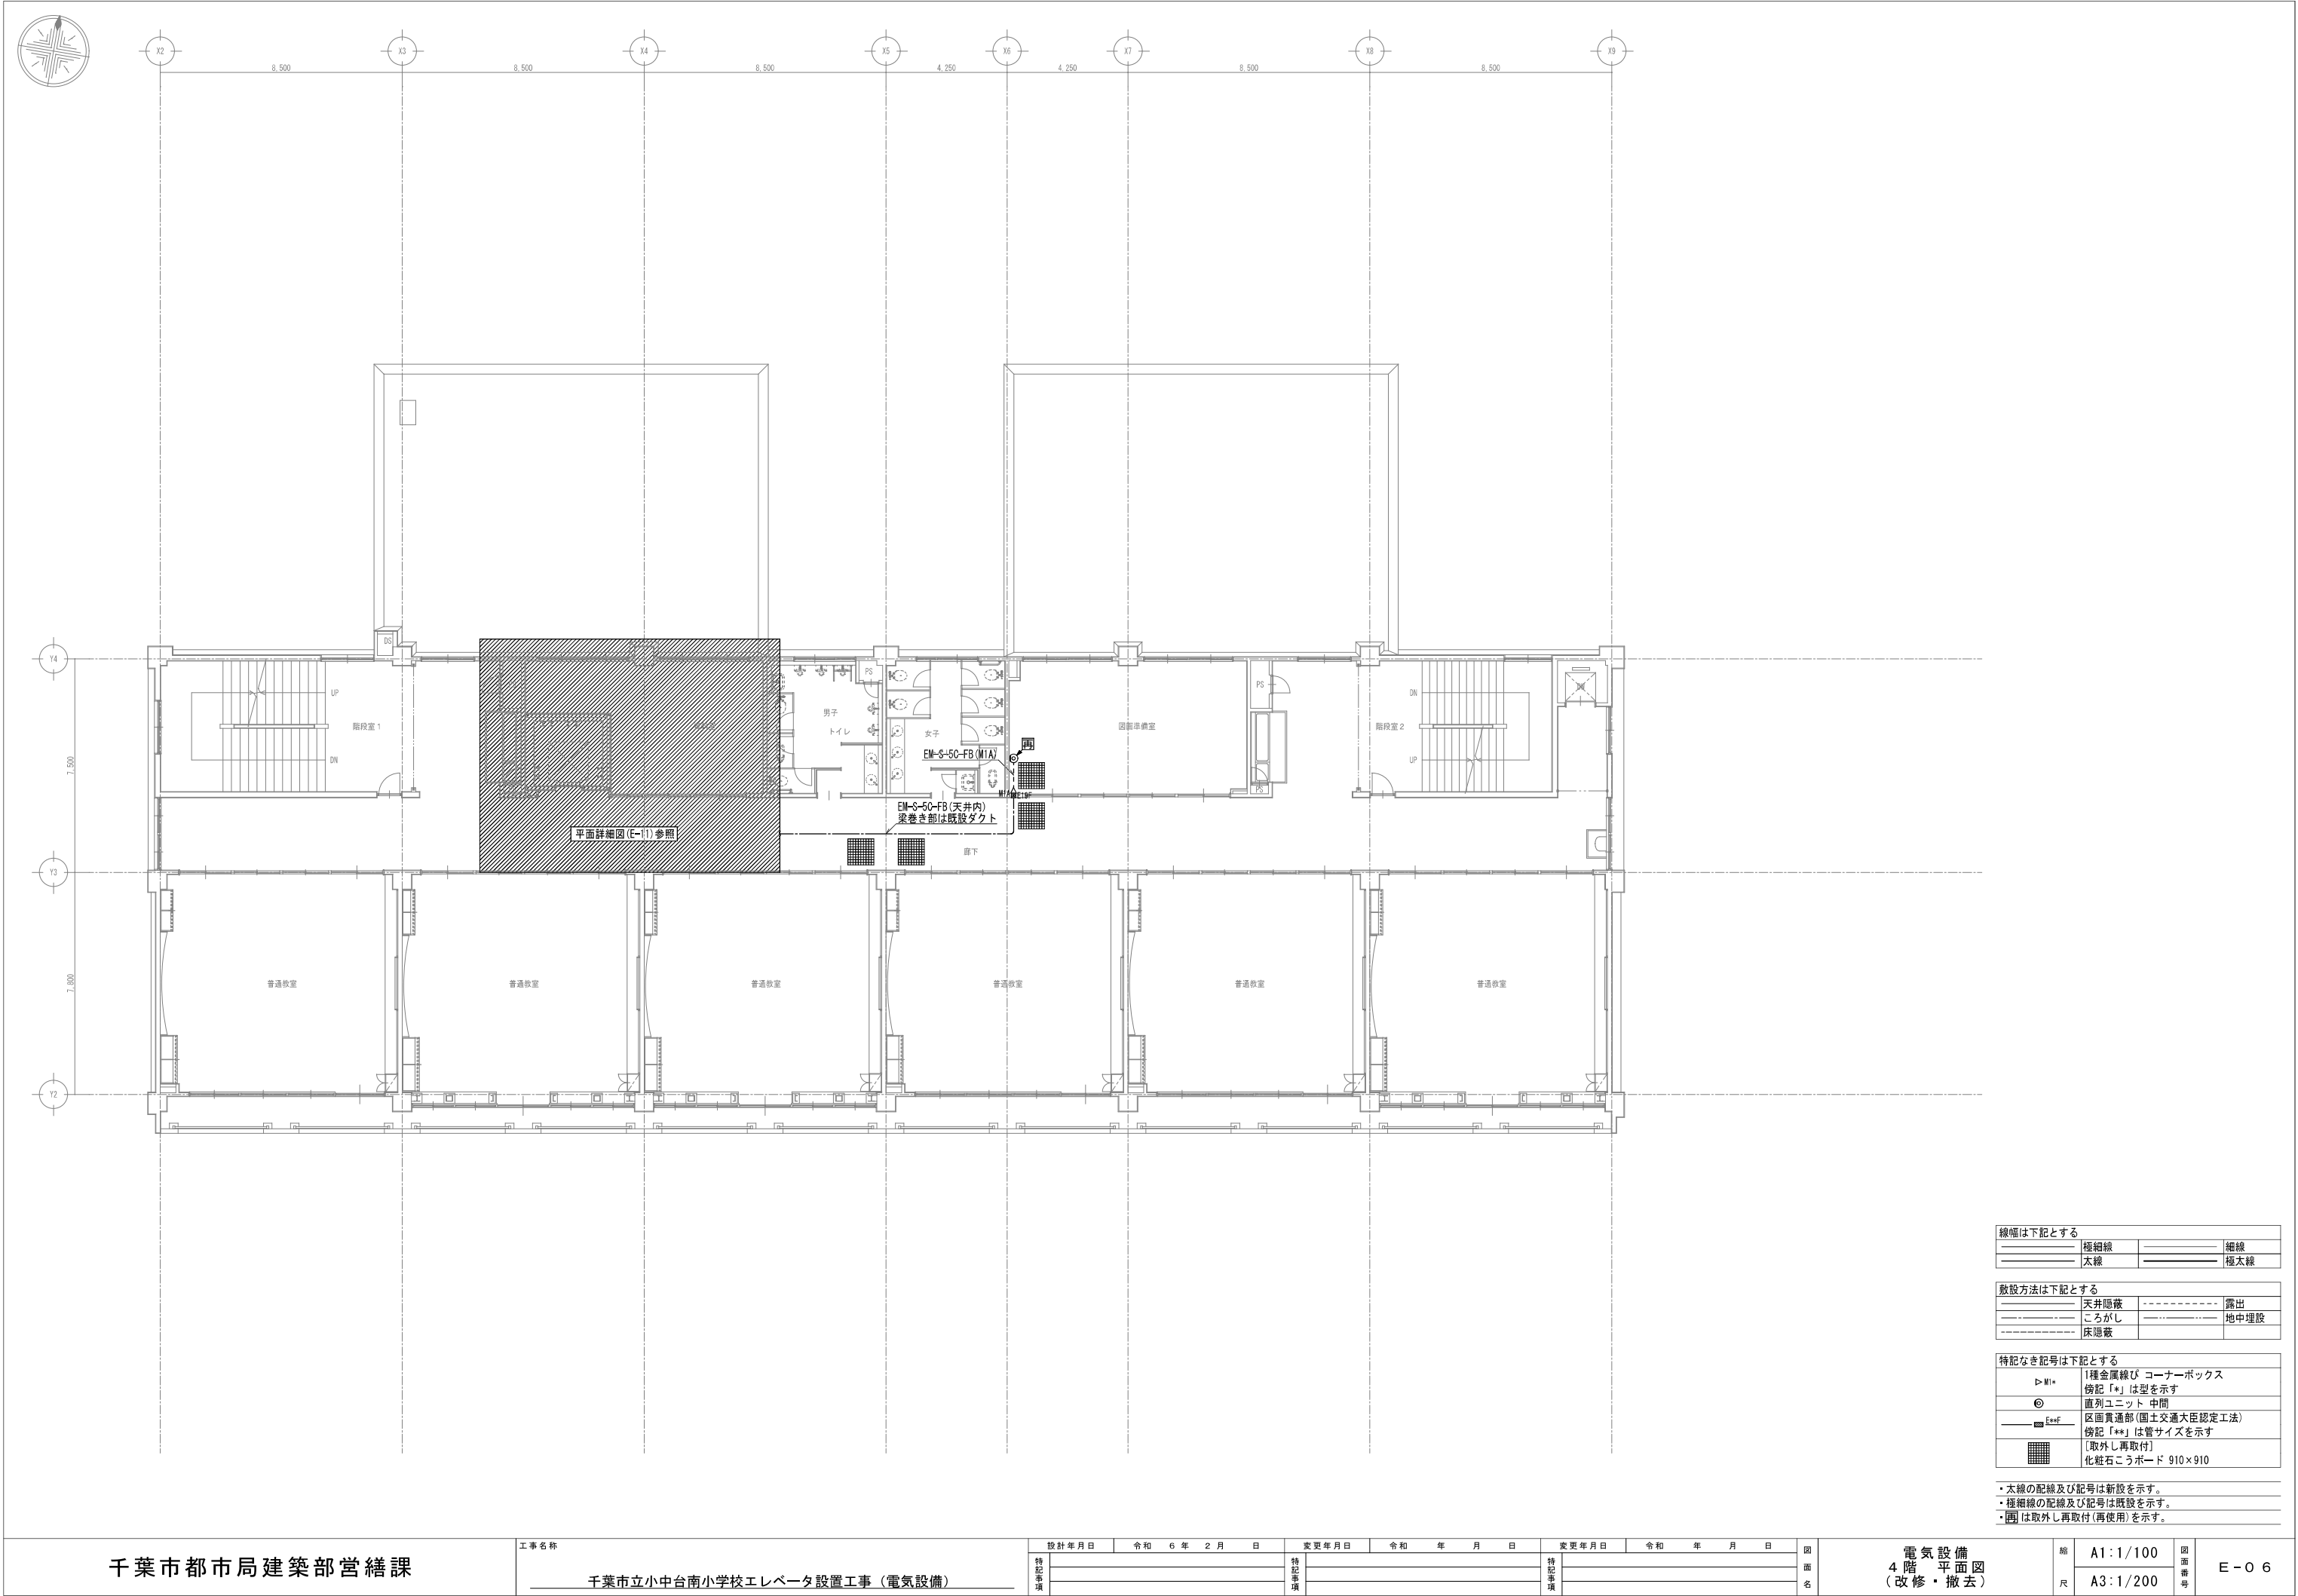 X2 X3 X4 X5 X6 X7 X8 X9
8,500 8,500 8,500 4,250 4,250 8,500 8,500
DS
Y4
PS
UP
DN
階段室1
男子
トイレ
女子
図画準備室
PS
DN
UP
階段室2
DW
7,500
再
EM-S-5C-FB(M1A)
PS
EM-S-5C-FB(天井内)
梁巻き部は既設ダクト
平面詳細図(E-11)参照
廊下
Y3
7,800
普通教室 普通教室 普通教室 普通教室 普通教室 普通教室
Y2
線幅は下記とする
極細線 細線
太線 極太線
敷設方法は下記とする
天井隠蔽 露出
ころがし 地中埋設
床隠蔽
特記なき記号は下記とする
M1* 1種金属線ぴ コーナーボックス
傍記「*」は型を示す
直列ユニット 中間
E**F 区画貫通部(国土交通大臣認定工法)
傍記「**」は管サイズを示す
[取外し再取付]
化粧石こうボード 910×910
・太線の配線及び記号は新設を示す。
・極細線の配線及び記号は既設を示す。
・再は取外し再取付(再使用)を示す。
千葉市都市局建築部営繕課
工事名称
千葉市立小中台南小学校エレベータ設置工事（電気設備）
設計年月日 令和 6 年 2 月 日 変更年月日 令和 年 月 日 変更年月日 令和 年 月 日
特記事項 特記事項 特記事項
図面名
電気設備
4階 平面図
(改修・撤去)
縮尺
A1:1/100
A3:1/200
図面番号
E-06